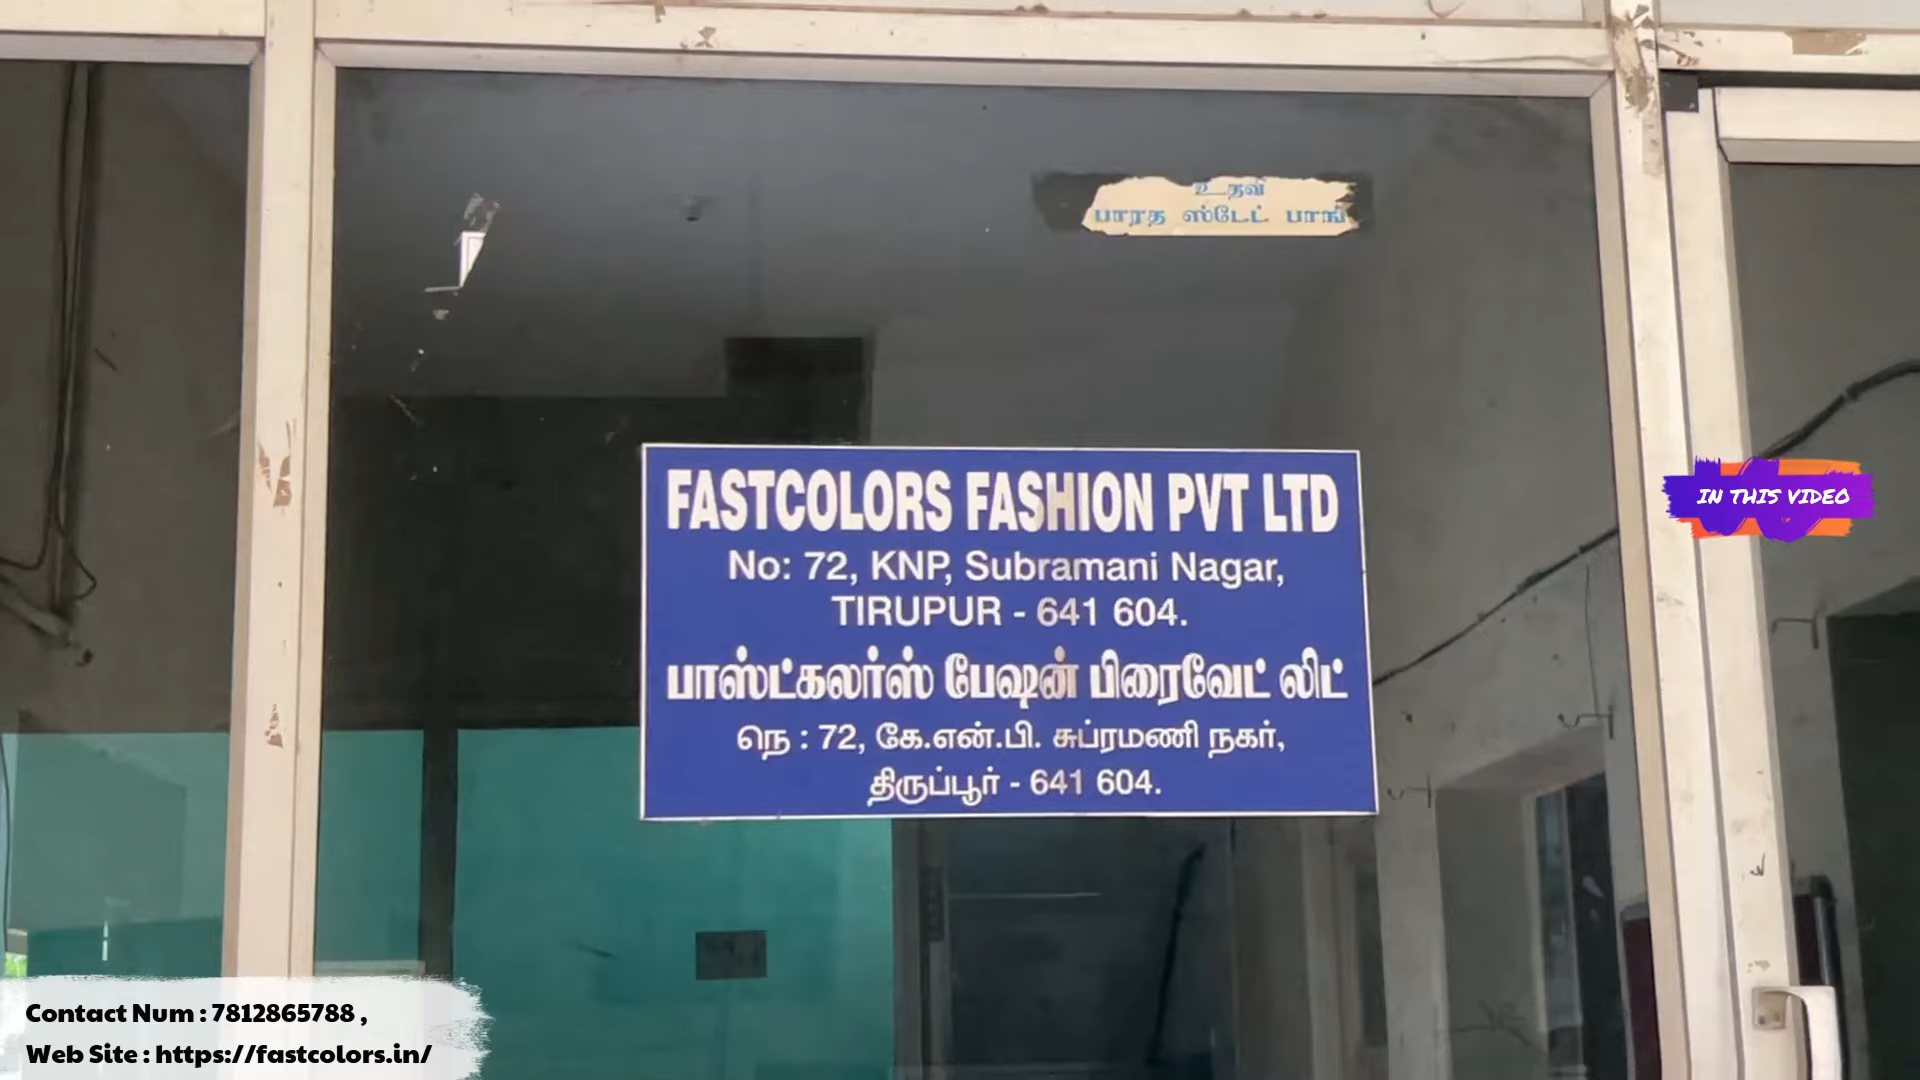 உதவி
பாரத ஸ்டேட் பாங்
FASTCOLORS FASHION PVT LTD
No: 72, KNP, Subramani Nagar,
TIRUPUR - 641 604.
பாஸ்ட்கலர்ஸ் பேஷன் பிரைவேட் லிட்
நெ : 72, கே.என்.பி. சுப்ரமணி நகர்,
திருப்பூர் - 641 604.
IN THIS VIDEO
Contact Num : 7812865788 ,
Web Site : https://fastcolors.in/